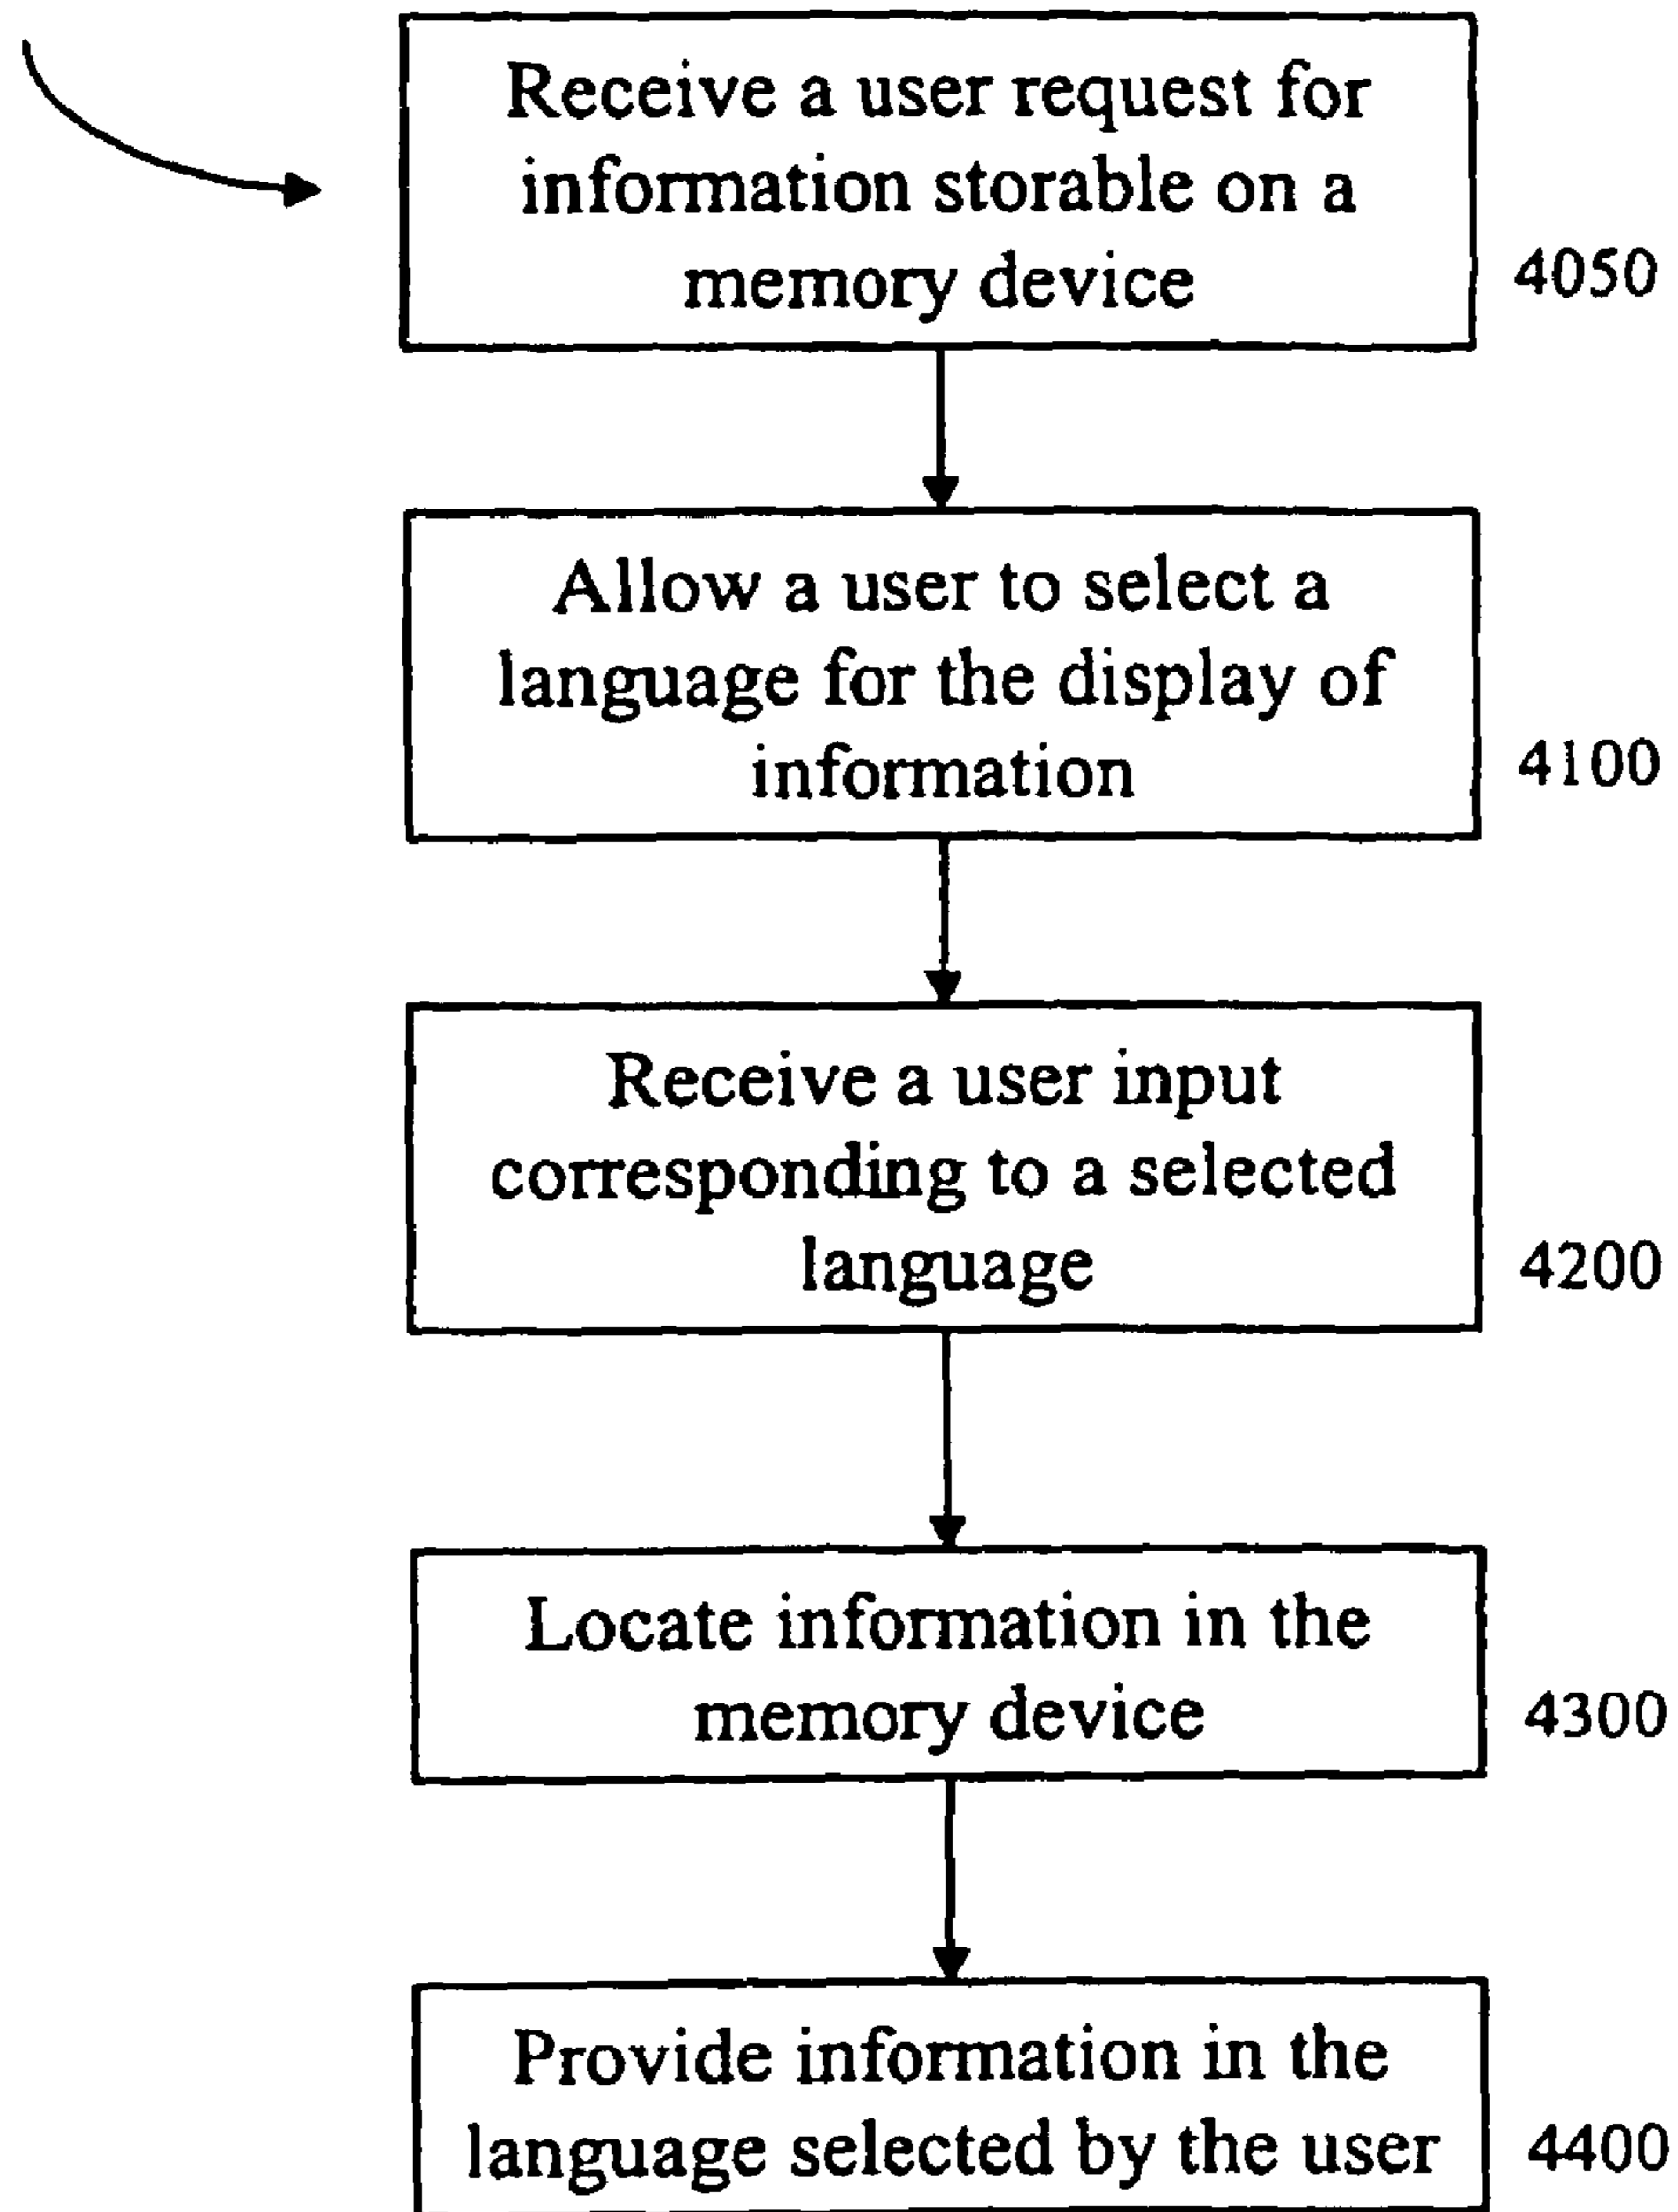 Receive a user request for
information storable on a
memory device
4050
Allow a user to select a
language for the display of
information
4100
Receive a user input
corresponding to a selected
language
4200
Locate information in the
memory device
4300
Provide information in the
language selected by the user
4400